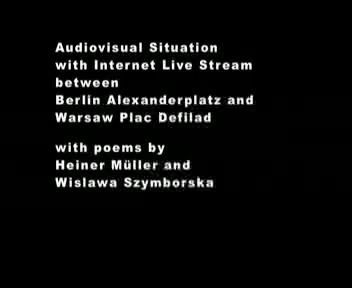 Audiovisual Situation
with Internet Live Stream
between
Berlin Alexanderplatz and
Warsaw Plac Defilad
with poems by
Heiner Müller and
Wislawa Szymborska